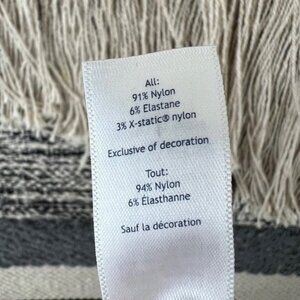 All:
91% Nylon
6% Elastane
3% X-static® nylon
Exclusive of decoration
Tout:
94% Nylon
6% Élasthanne
Sauf la décoration